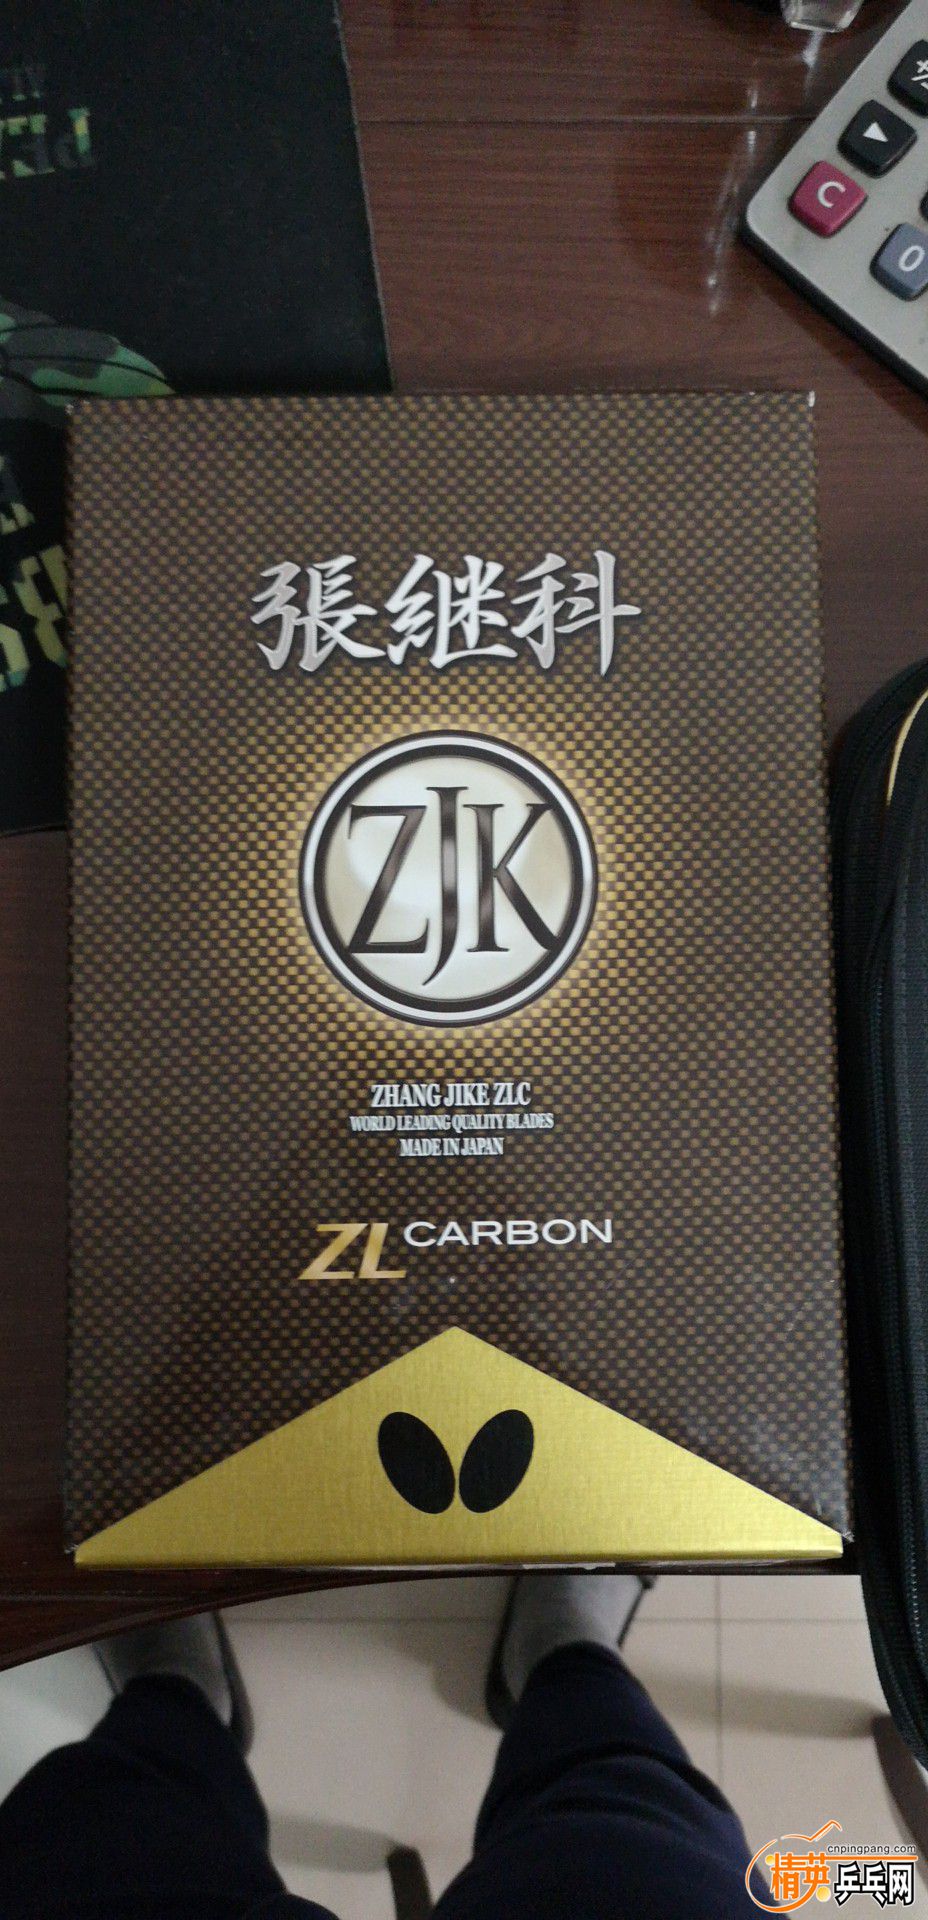 C
0
張継科
ZJK
ZHANG JIKE ZLC
WORLD LEADING QUALITY BLADES
MADE IN JAPAN
ZL CARBON
cnpingpang.com
精英乒乓网